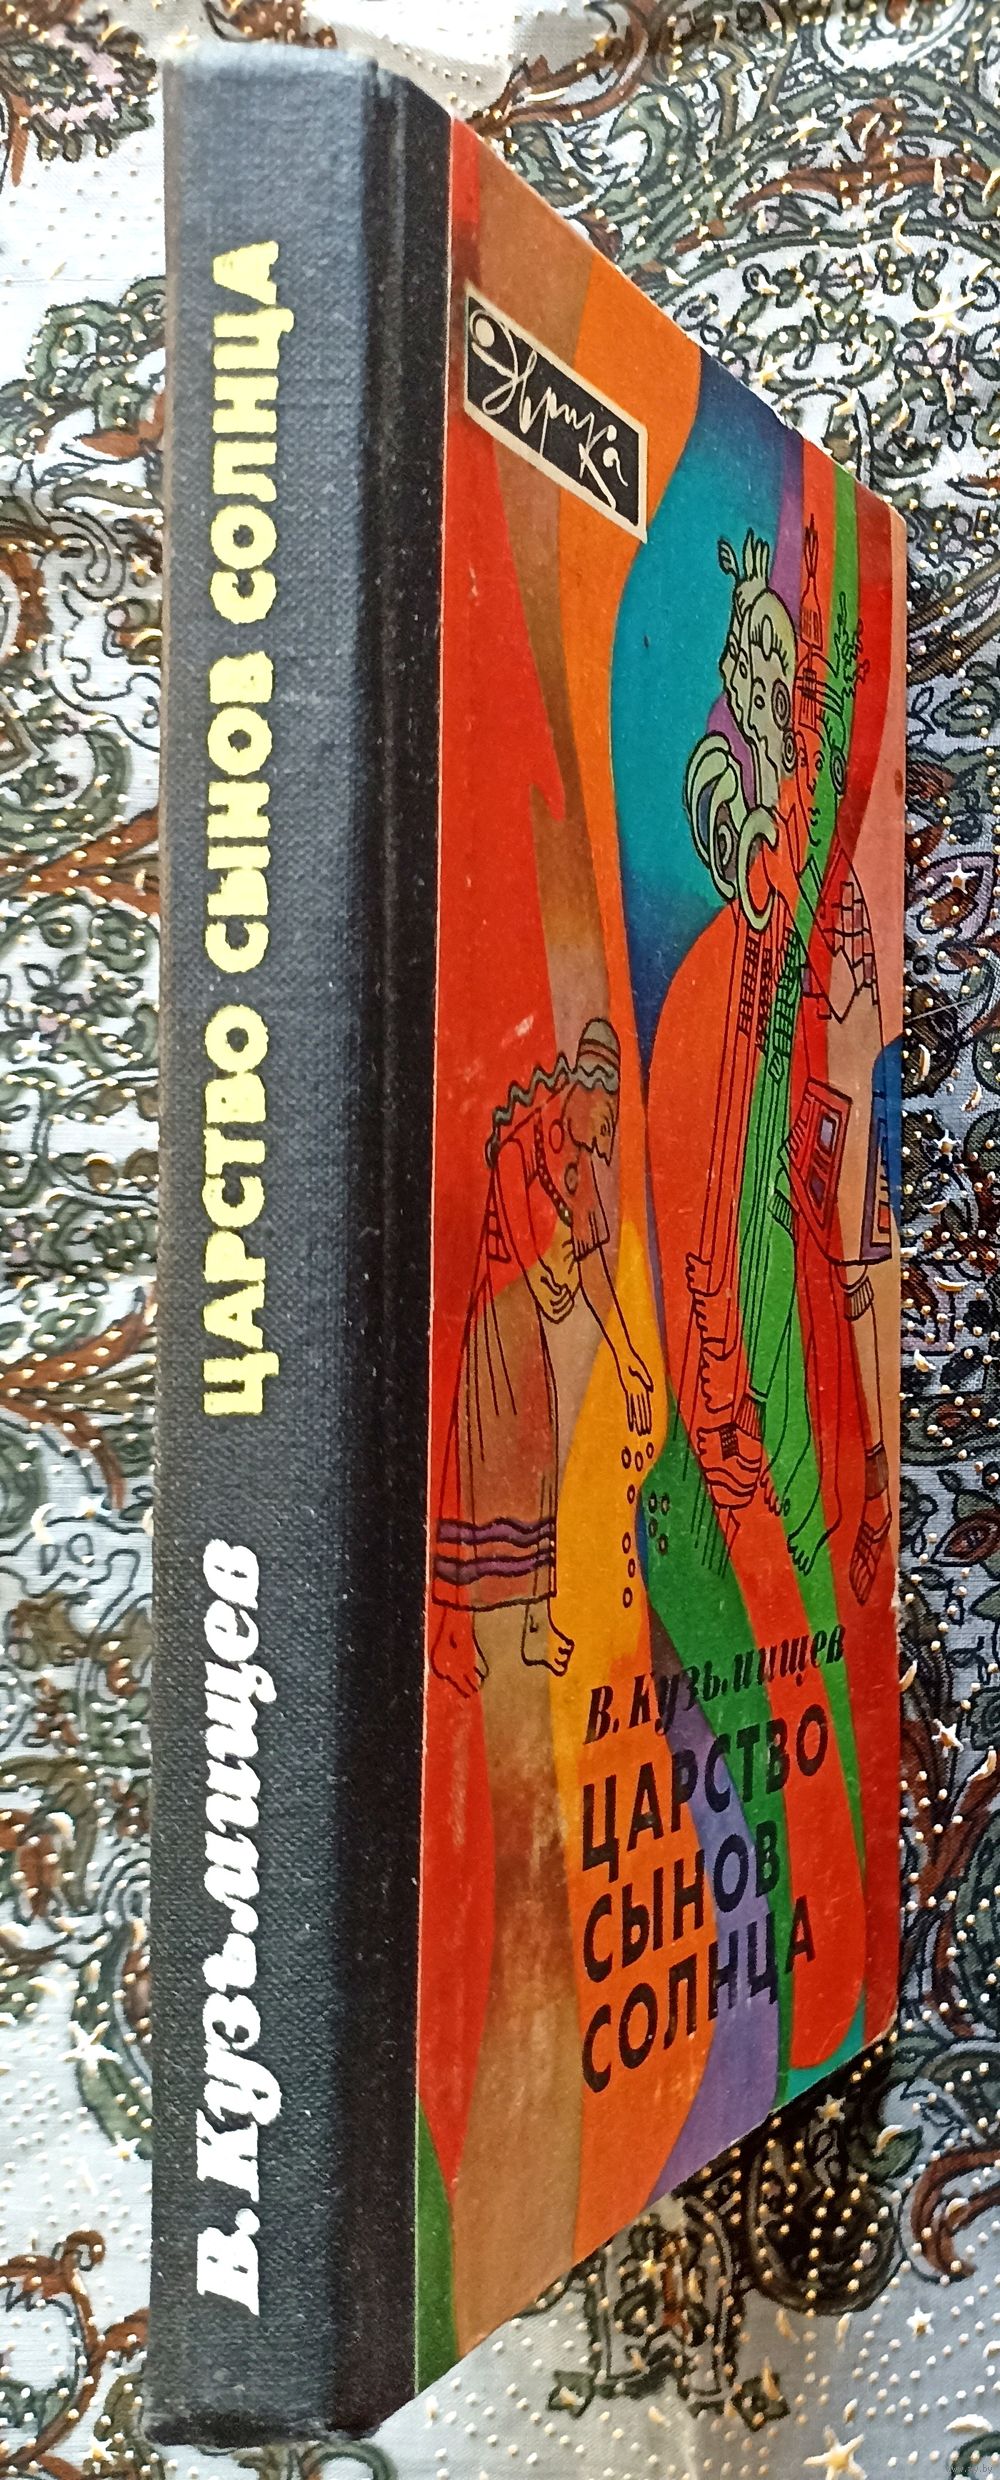 В. Кузьмищев ЦАРСТВО СЫНОВ СОЛНЦА
Эврика
В. Кузьмищев
ЦАРСТВО
СЫНОВ
СОЛНЦА